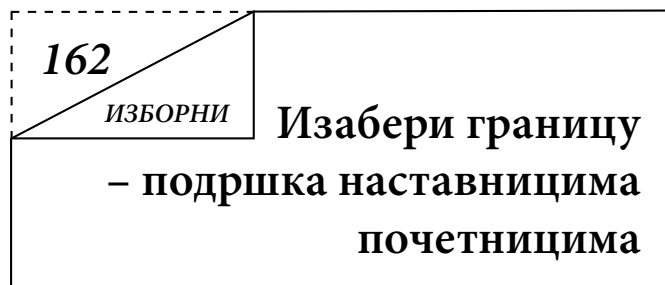 162
ИЗБОРНИ
Изабери границу
– подршка наставницима
почетницима